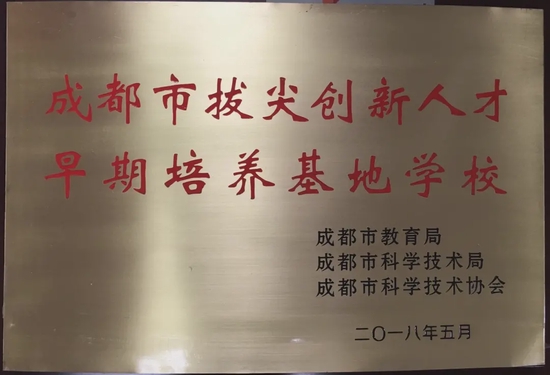 成都市拔尖创新人才
早期培养基地学校
成都市教育局
成都市科学技术局
成都市科学技术协会
二〇一八年五月